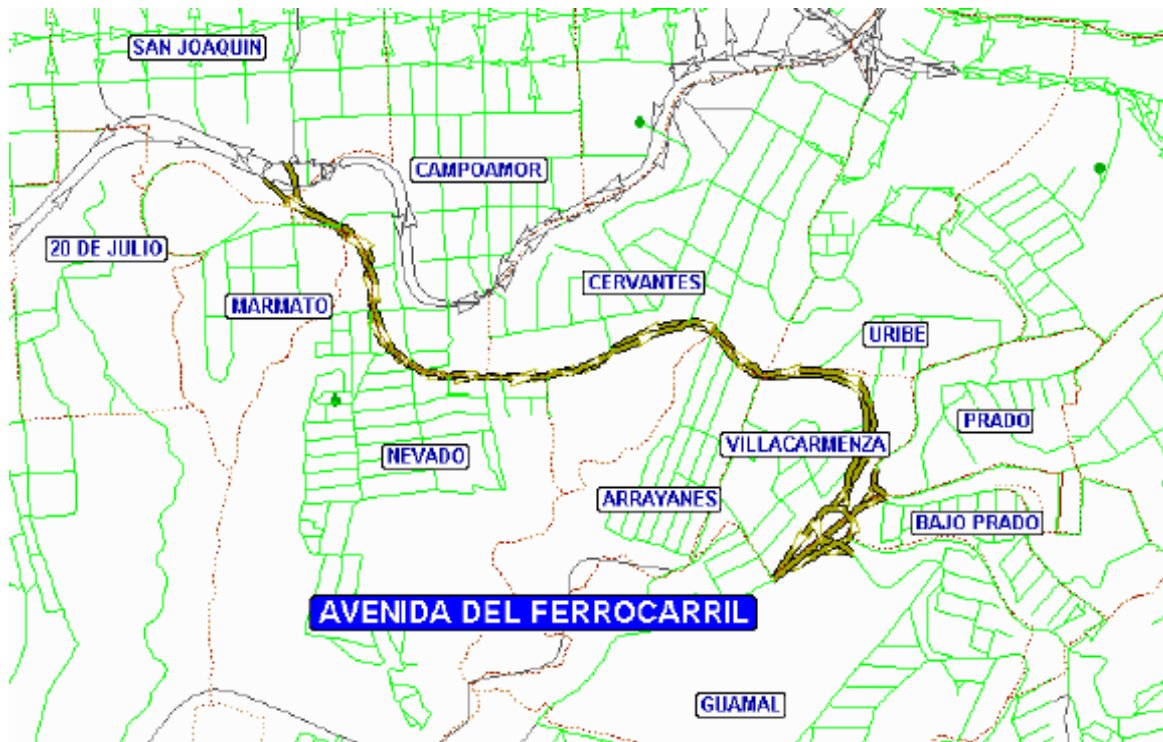 SAN JOAQUIN
CAMPOAMOR
20 DE JULIO
MARMATO
CERVANTES
URIBE
PRADO
VILLACARMENZA
NEVADO
ARRAYANES
BAJO PRADO
AVENIDA DEL FERROCARRIL
GUAMAL